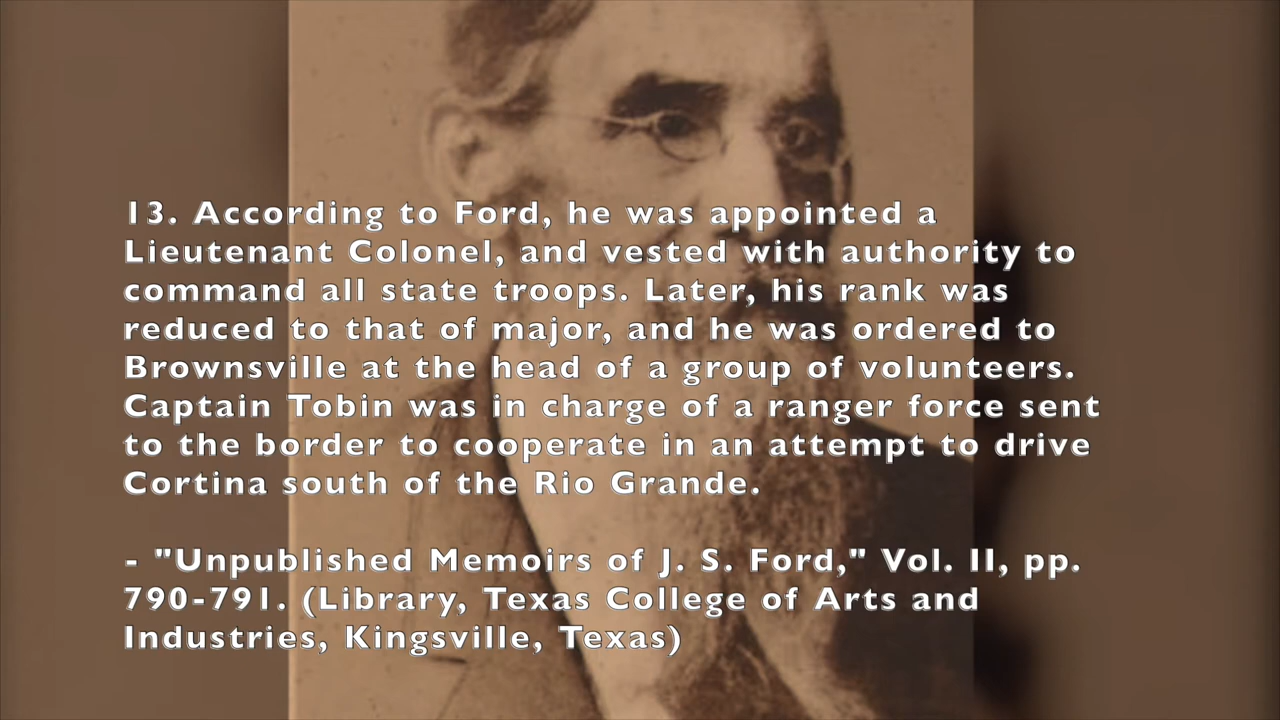 13. According to Ford, he was appointed a
Lieutenant Colonel, and vested with authority to
command all state troops. Later, his rank was
reduced to that of major, and he was ordered to
Brownsville at the head of a group of volunteers.
Captain Tobin was in charge of a ranger force sent
to the border to cooperate in an attempt to drive
Cortina south of the Rio Grande.
- "Unpublished Memoirs of J. S. Ford," Vol. II, pp.
790-791. (Library, Texas College of Arts and
Industries, Kingsville, Texas)